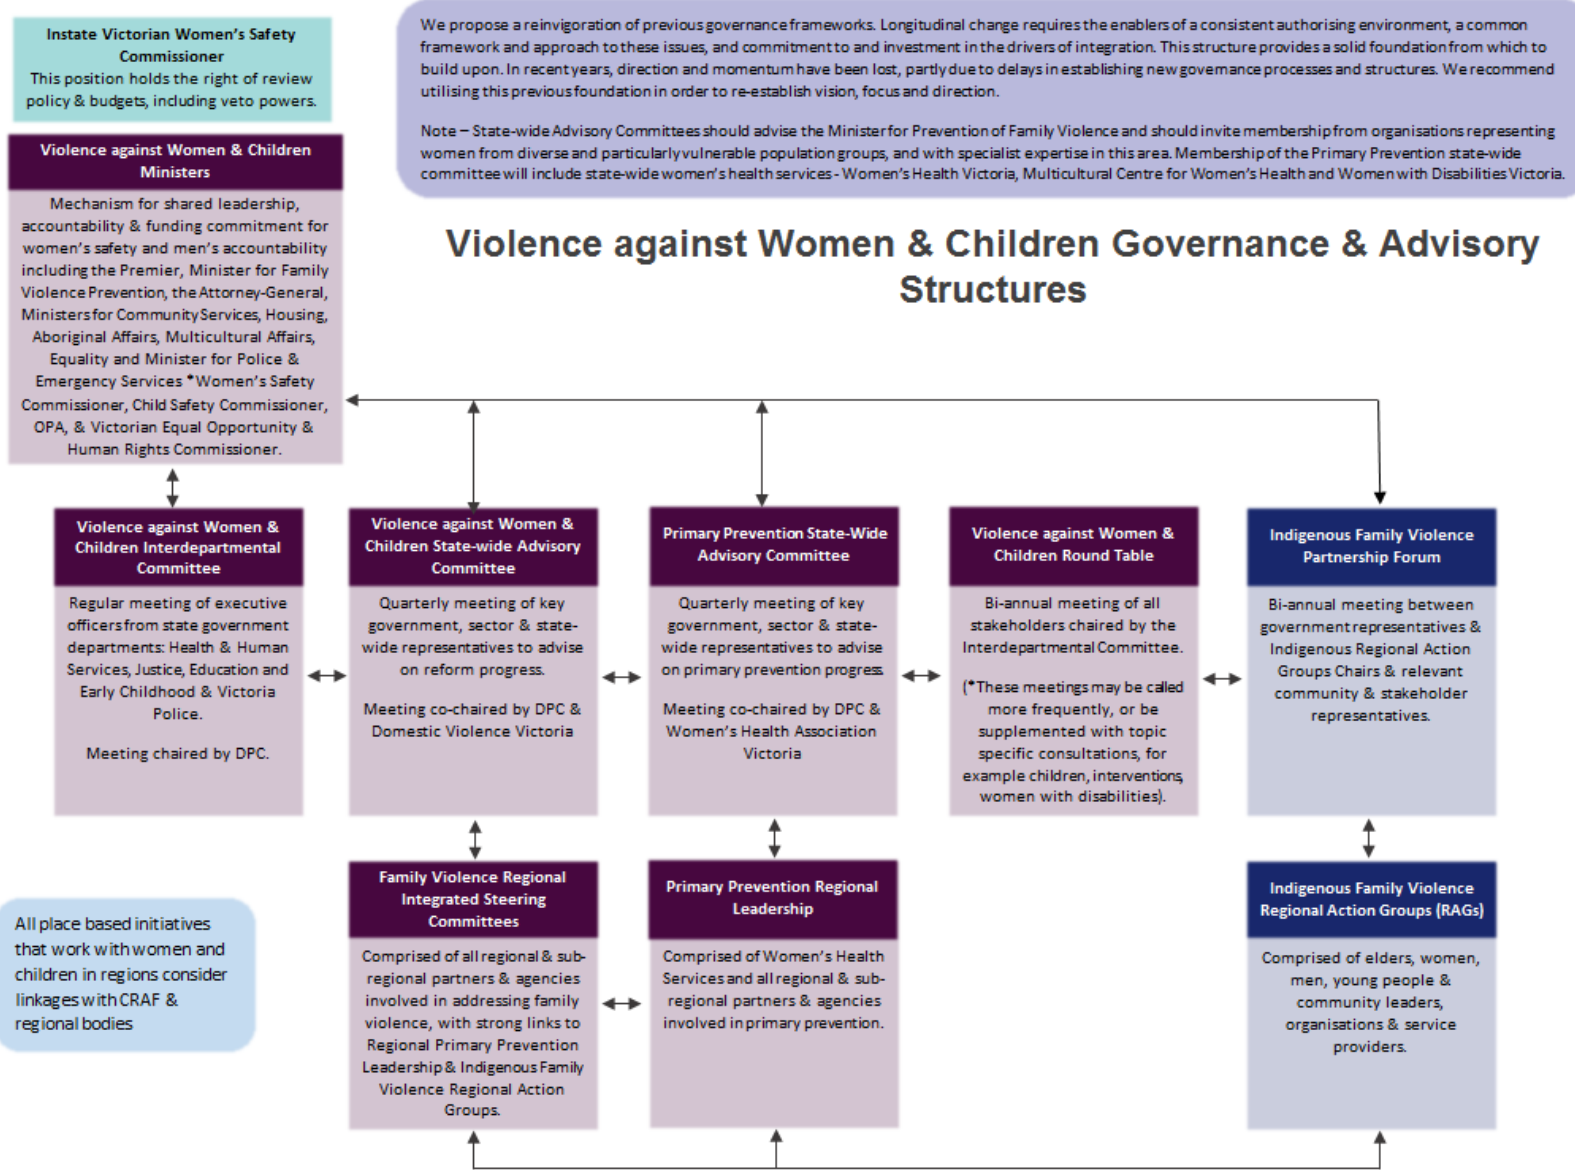 Instate Victorian Women's Safety
Commissioner
This position holds the right of review
policy & budgets, including veto powers.
We propose a reinvigoration of previous governance frameworks. Longitudinal change requires the enablers of a consistent authorising environment, a common
framework and approach to these issues, and commitment to and investment in the drivers of integration. This structure provides a solid foundation from which to
build upon. In recent years, direction and momentum have been lost, partly due to delays in establishing new governance processes and structures. We recommend
utilising this previous foundation in order to re-establish vision, focus and direction.
Note – State-wide Advisory Committees should advise the Minister for Prevention of Family Violence and should invite membership from organisations representing
women from diverse and particularly vulnerable population groups, and with specialist expertise in this area. Membership of the Primary Prevention state-wide
committee will include state-wide women's health services - Women's Health Victoria, Multicultural Centre for Women's Health and Women with Disabilities Victoria.
Violence against Women & Children Governance & Advisory
Structures
Violence against Women & Children
Ministers
Mechanism for shared leadership,
accountability & funding commitment for
women's safety and men's accountability
including the Premier, Minister for Family
Violence Prevention, the Attorney-General,
Ministers for Community Services, Housing,
Aboriginal Affairs, Multicultural Affairs,
Equality and Minister for Police &
Emergency Services *Women's Safety
Commissioner, Child Safety Commissioner,
OPA, & Victorian Equal Opportunity &
Human Rights Commissioner.
Violence against Women &
Children Interdepartmental
Committee
Regular meeting of executive
officers from state government
departments: Health & Human
Services, Justice, Education and
Early Childhood & Victoria
Police.
Meeting chaired by DPC.
Violence against Women &
Children State-wide Advisory
Committee
Quarterly meeting of key
government, sector & state-
wide representatives to advise
on reform progress.
Meeting co-chaired by DPC &
Domestic Violence Victoria
Primary Prevention State-Wide
Advisory Committee
Quarterly meeting of key
government, sector & state-
wide representatives to advise
on primary prevention progress.
Meeting co-chaired by DPC &
Women's Health Association
Victoria
Violence against Women &
Children Round Table
Bi-annual meeting of all
stakeholders chaired by the
Interdepartmental Committee.
(*These meetings may be called
more frequently, or be
supplemented with topic
specific consultations, for
example children, interventions,
women with disabilities).
Indigenous Family Violence
Partnership Forum
Bi-annual meeting between
government representatives &
Indigenous Regional Action
Groups Chairs & relevant
community & stakeholder
representatives.
All place based initiatives
that work with women and
children in regions consider
linkages with CRAF &
regional bodies
Family Violence Regional
Integrated Steering
Committees
Comprised of all regional & sub-
regional partners & agencies
involved in addressing family
violence, with strong links to
Regional Primary Prevention
Leadership & Indigenous Family
Violence Regional Action
Groups.
Primary Prevention Regional
Leadership
Comprised of Women's Health
Services and all regional & sub-
regional partners & agencies
involved in primary prevention.
Indigenous Family Violence
Regional Action Groups (RAGs)
Comprised of elders, women,
men, young people &
community leaders,
organisations & service
providers.